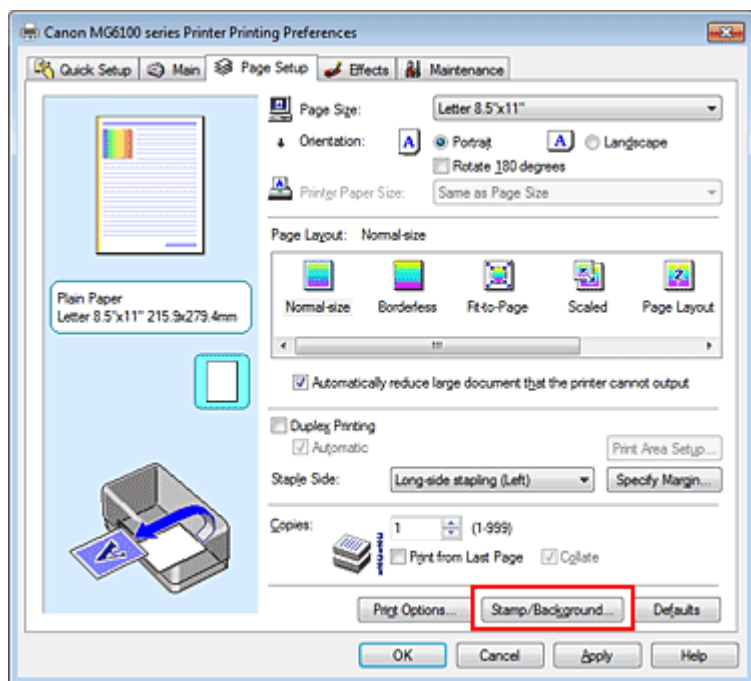 Canon MG6100 series Printer Printing Preferences
Quick Setup Main Page Setup Effects Maintenance
Page Size: Letter 8.5"x11"
Orientation: A Portrait A Landscape
Rotate 180 degrees
Printer Paper Size: Same as Page Size
Page Layout: Normal-size
Normal-size Borderless Fit-to-Page Scaled Page Layout
Plain Paper
Letter 8.5"x11" 215.9x279.4mm
Automatically reduce large document that the printer cannot output
Duplex Printing
Automatic Print Area Setup...
Staple Side: Long-side stapling (Left) Specify Margin...
Copies: 1 (1-999)
Print from Last Page Collate
Print Options... Stamp/Background... Defaults
OK Cancel Apply Help